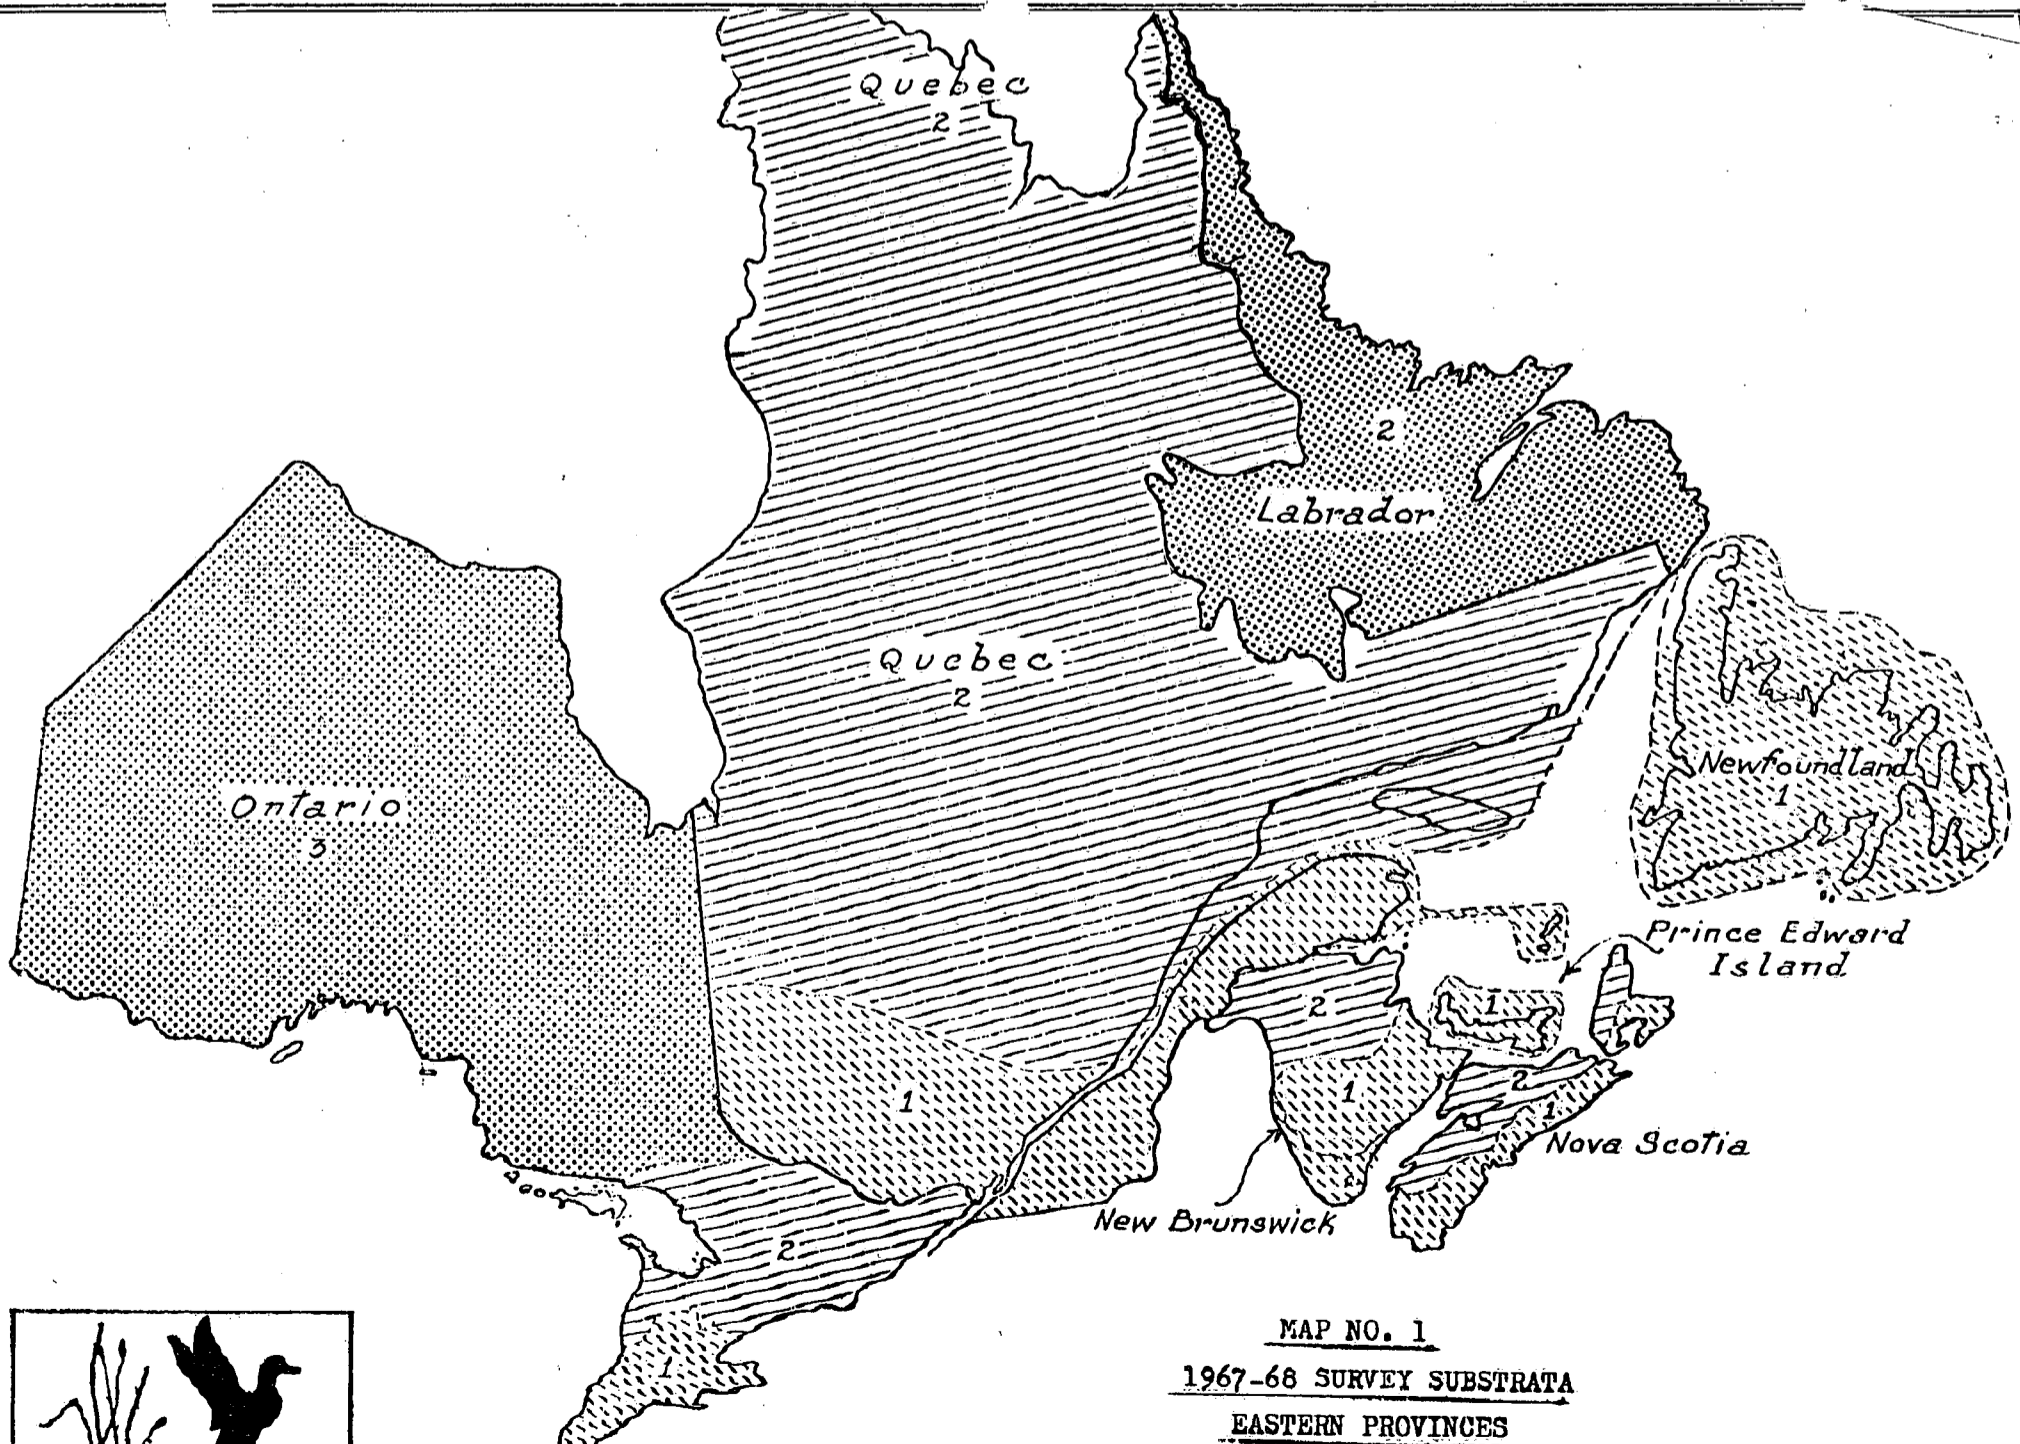 Quebec
2
2
Labrador
Quebec
2
Newfoundland
1
Ontario
3
Prince Edward
Island
2
1
1
1
2
1
Nova Scotia
New Brunswick
2
1
MAP NO. 1
1967-68 SURVEY SUBSTRATA
EASTERN PROVINCES